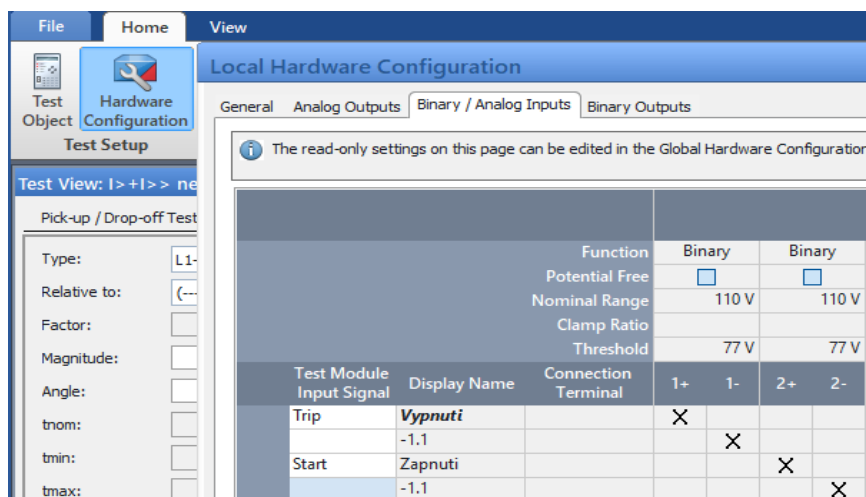 File Home View
Local Hardware Configuration
Test Object
Hardware Configuration
Test Setup
General Analog Outputs Binary / Analog Inputs Binary Outputs
The read-only settings on this page can be edited in the Global Hardware Configuration
Test View: I>+I>> ne
Pick-up / Drop-off Test
Type: L1-
Relative to: (--
Factor:
Magnitude:
Angle:
tnom:
tmin:
tmax:
Function Binary Binary
Potential Free
Nominal Range 110 V 110 V
Clamp Ratio
Threshold 77 V 77 V
Test Module Input Signal Display Name Connection Terminal 1+ 1- 2+ 2-
Trip Vypnuti X
-1.1 X
Start Zapnuti X
-1.1 X